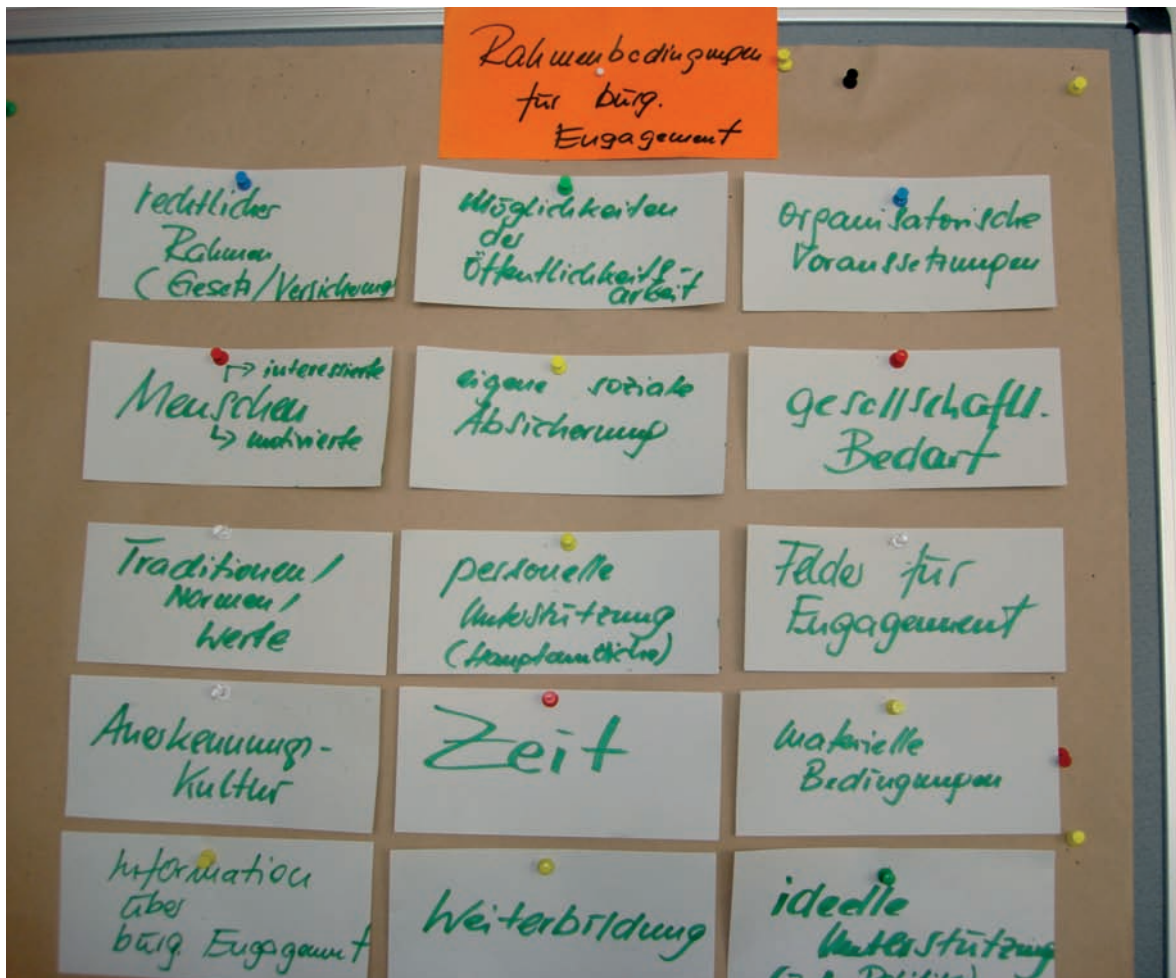 Rahmenbedingungen
für bürg.
Engagement
rechtlicher
Rahmen
(Gesetz/Versicherung
Möglichkeiten
der
Öffentlichkeits-
arbeit
organisatorische
Voraussetzungen
Menschen
↱ interessierte
↳ motivierte
eigene soziale
Absicherung
gesellschaftl.
Bedarf
Traditionen/
Normen/
Werte
personelle
Unterstützung
(Hauptamtliche)
Felder für
Engagement
Anerkennungs-
Kultur
Zeit
materielle
Bedingungen
Information
über
bürg. Engagemnt
Weiterbildung
ideelle
Unterstützung